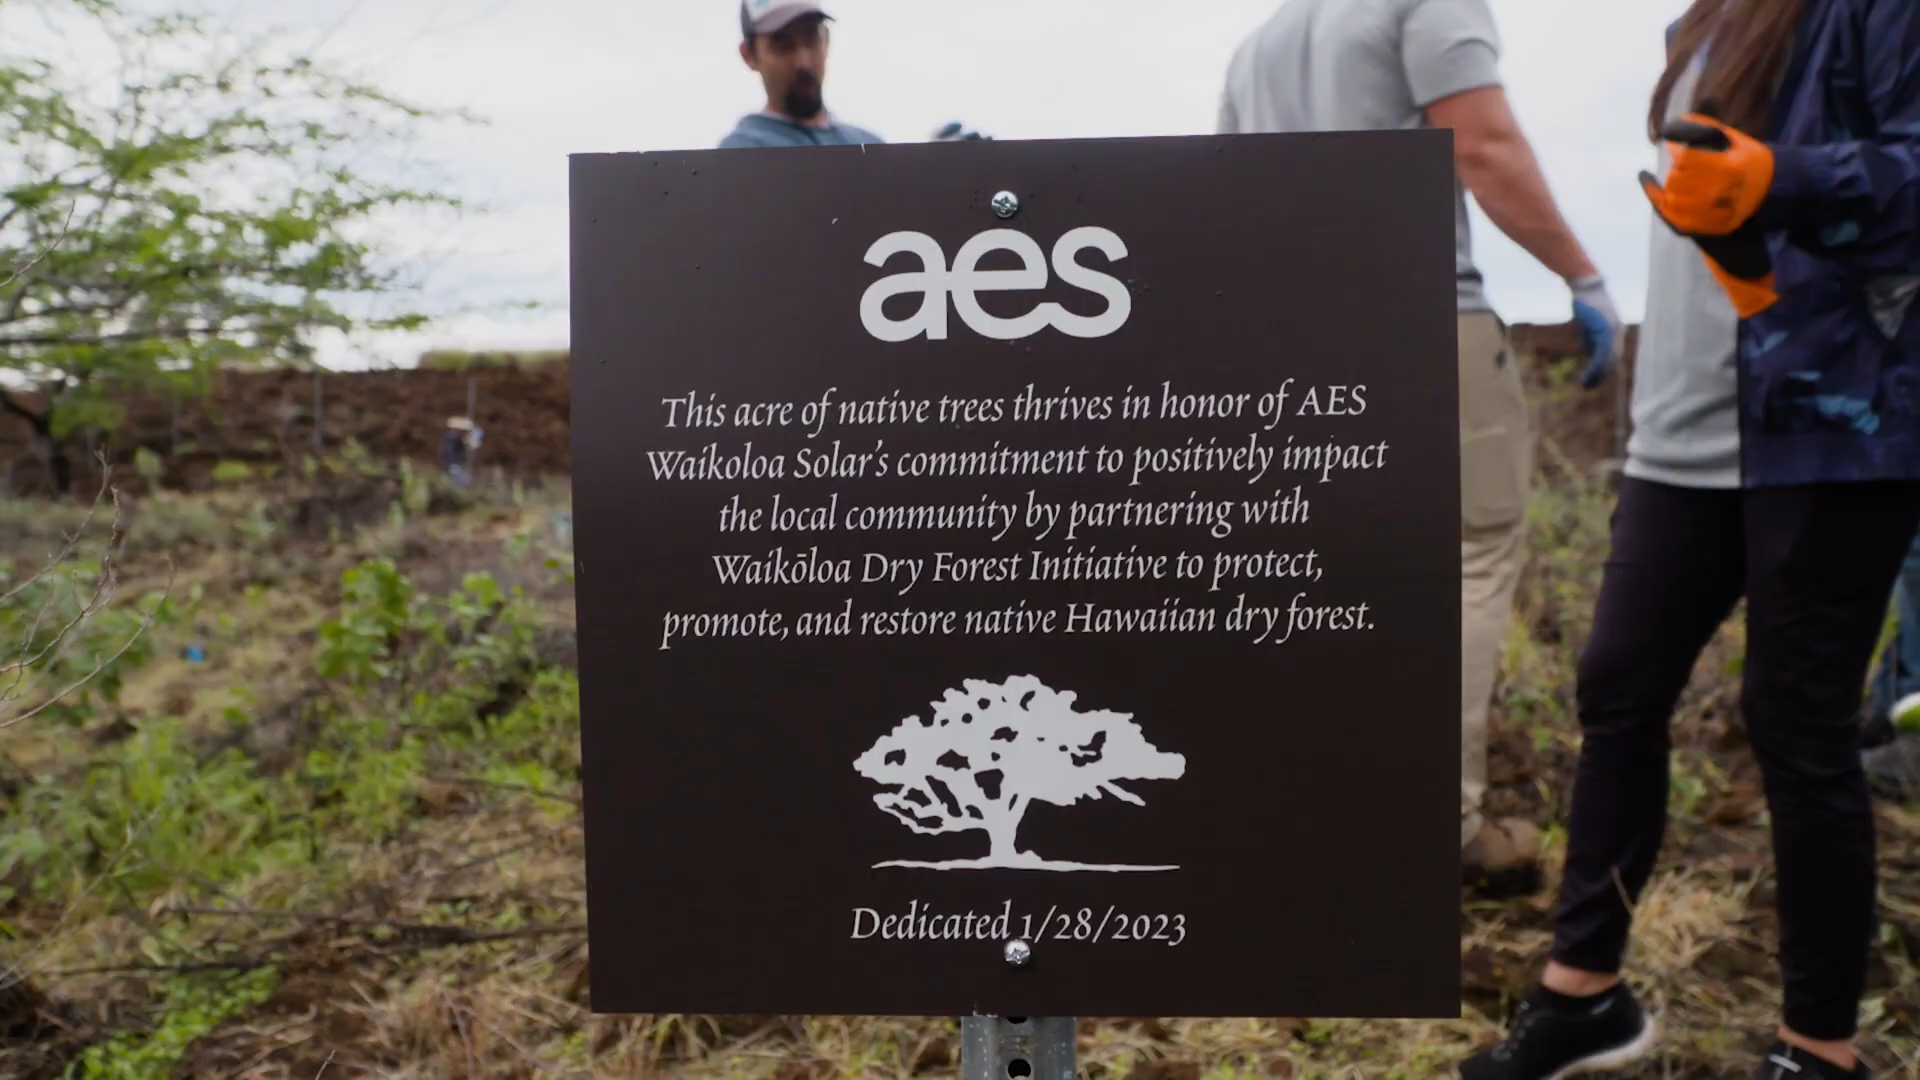 aes
This acre of native trees thrives in honor of AES
Waikoloa Solar's commitment to positively impact
the local community by partnering with
Waikōloa Dry Forest Initiative to protect,
promote, and restore native Hawaiian dry forest.
Dedicated 1/28/2023